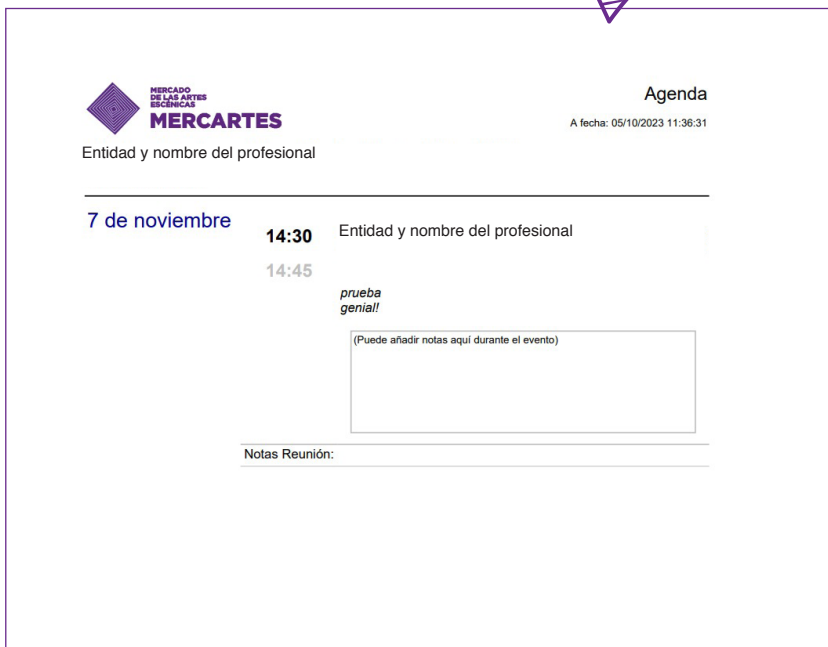 MERCADO
DE LAS ARTES
ESCÉNICAS
MERCARTES
Agenda
A fecha: 05/10/2023 11:36:31
Entidad y nombre del profesional
7 de noviembre
14:30
Entidad y nombre del profesional
14:45
prueba
genial!
(Puede añadir notas aquí durante el evento)
Notas Reunión: